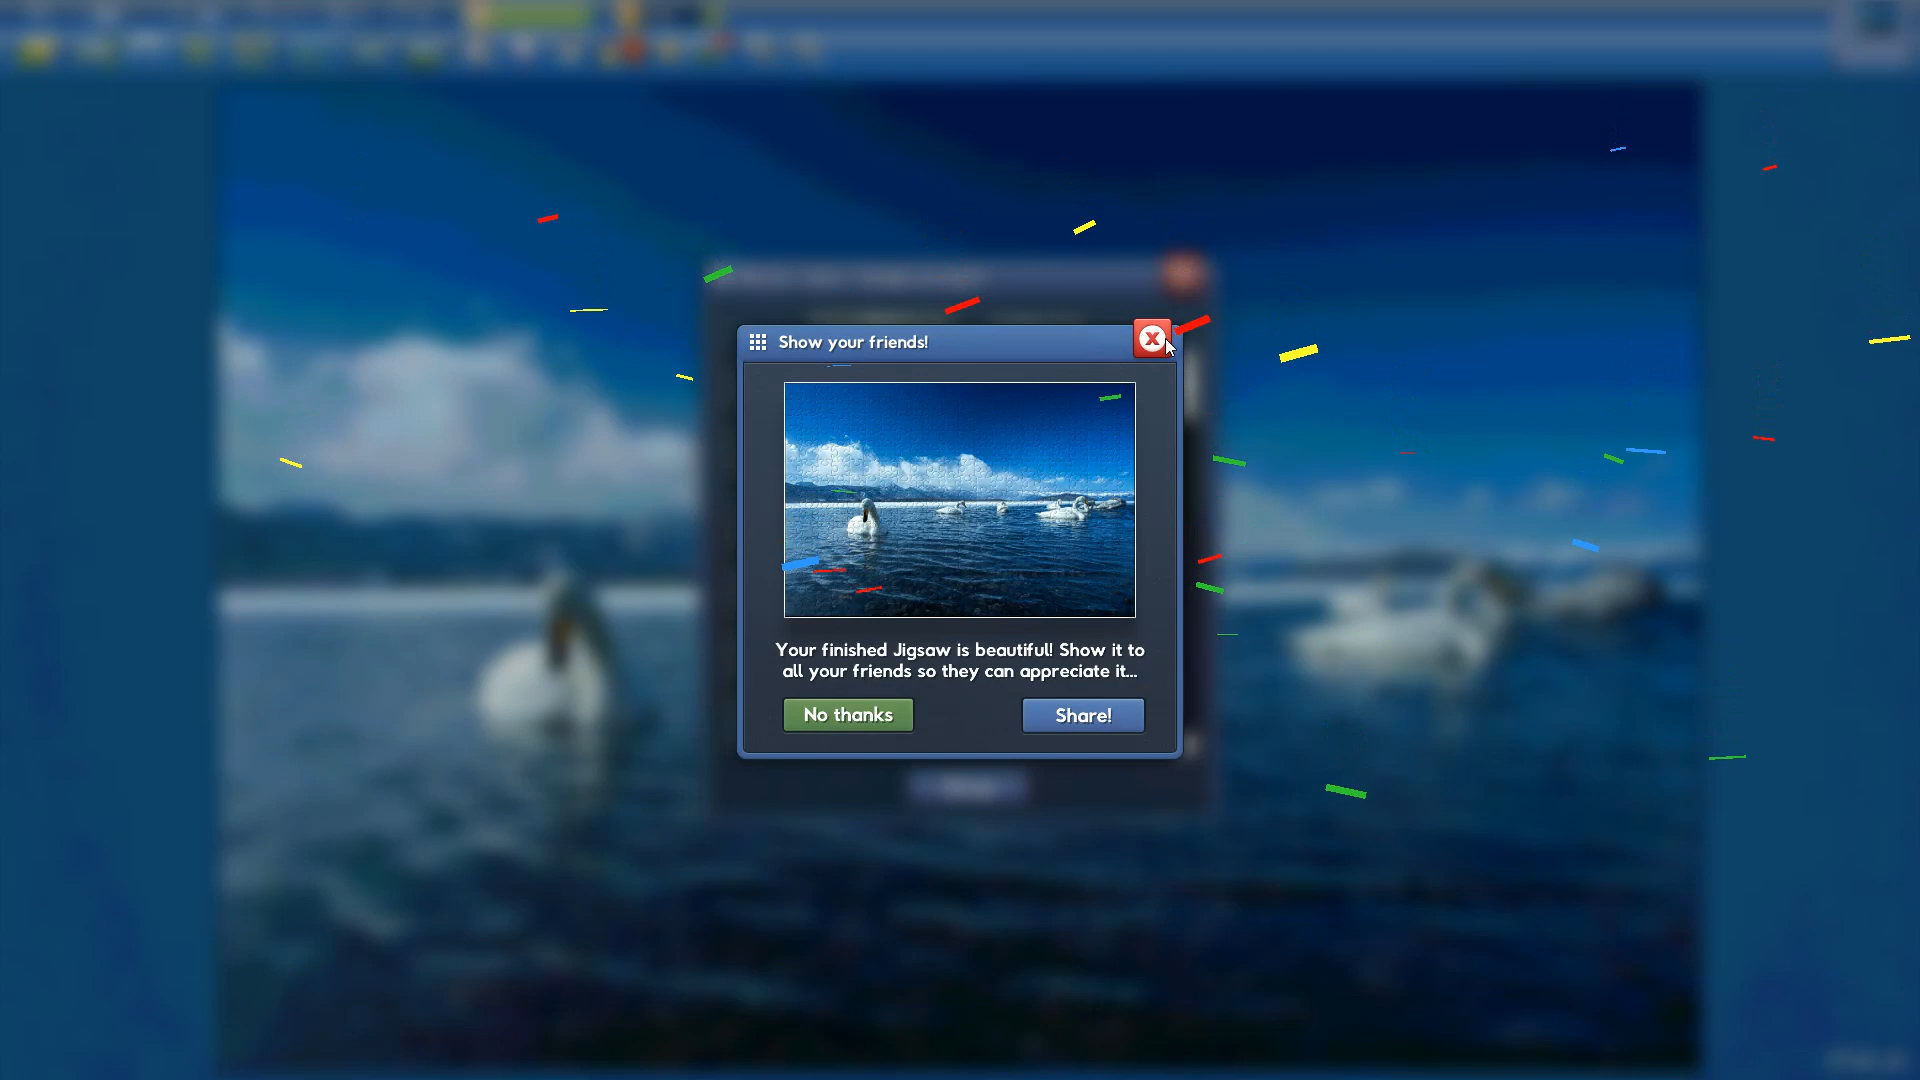 Show your friends!
Your finished Jigsaw is beautiful! Show it to
all your friends so they can appreciate it...
No thanks
Share!